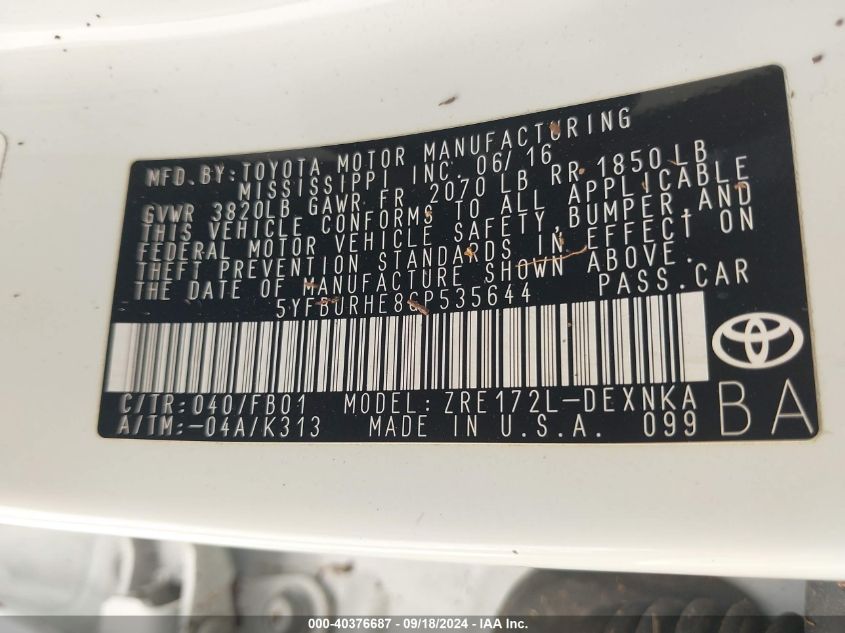 MFD.BY:TOYOTA MOTOR MANUFACTURING
MISSISSIPPI INC. 06/16
GVWR 3820LB GAWR FR 2070 LB RR 1850 LB
THIS VEHICLE CONFORMS TO ALL APPLICABLE
FEDERAL MOTOR VEHICLE SAFETY, BUMPER, AND
THEFT PREVENTION STANDARDS IN EFFECT ON
THE DATE OF MANUFACTURE SHOWN ABOVE.
5YFBURHE8GP535644 PASS.CAR
C/TR:040/FB01 MODEL:ZRE172L-DEXNKA
A/TM:-04A/K313 MADE IN U.S.A. 099 BA
000-40376687 - 09/18/2024 - IAA Inc.